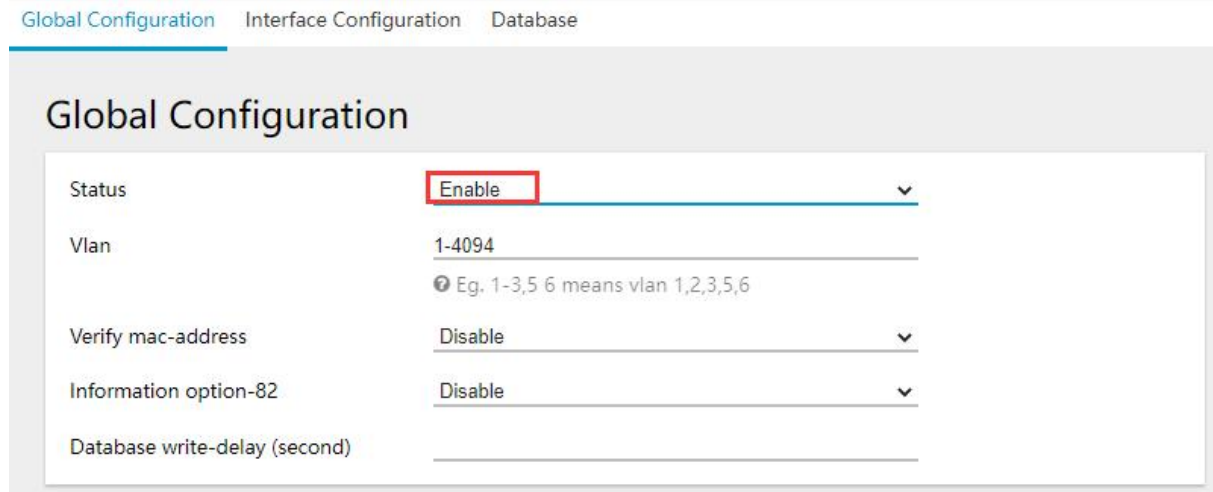 Global Configuration Interface Configuration Database
Global Configuration
Status Enable
Vlan 1-4094
Eg. 1-3,5 6 means vlan 1,2,3,5,6
Verify mac-address Disable
Information option-82 Disable
Database write-delay (second)